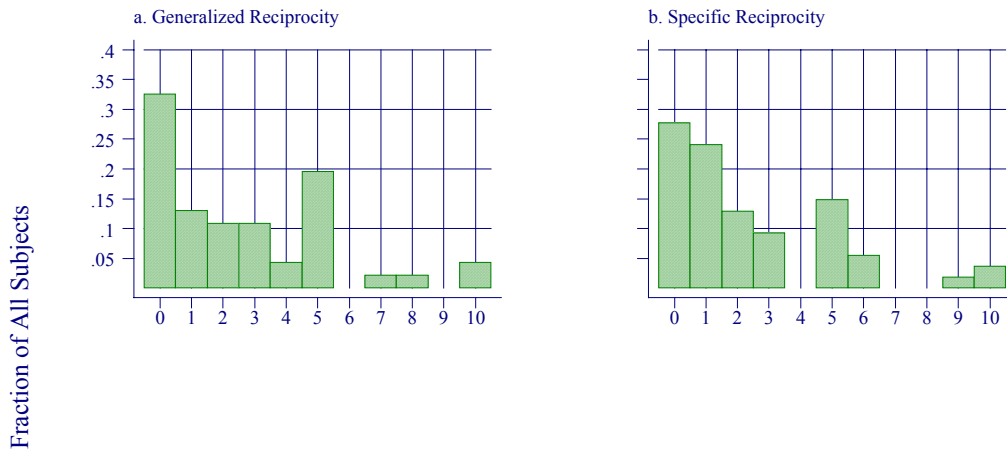 a. Generalized Reciprocity
.4
.35
.3
.25
.2
.15
.1
.05
0 1 2 3 4 5 6 7 8 9 10
b. Specific Reciprocity
0 1 2 3 4 5 6 7 8 9 10
Fraction of All Subjects